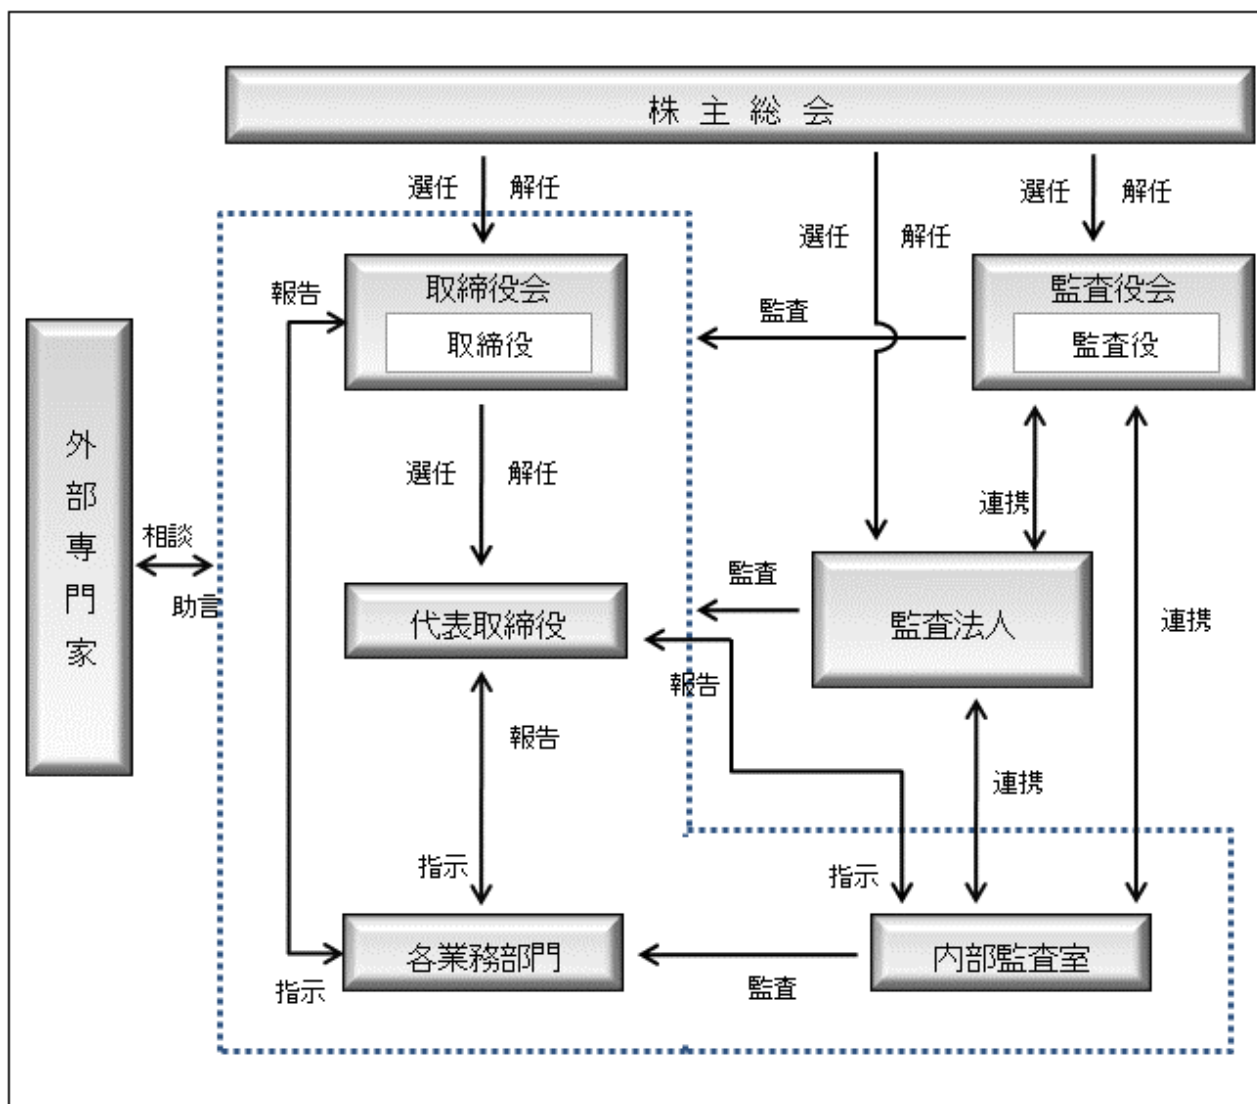 株主総会
選任 解任
選任 解任
選任 解任
取締役会
取締役
監査役会
監査役
報告
監査
外部専門家
選任 解任
連携
相談
助言
監査
代表取締役
監査法人
連携
報告
報告
連携
指示
指示
各業務部門
内部監査室
指示
監査